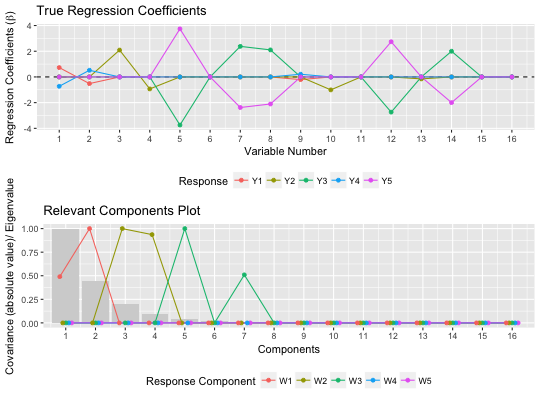 True Regression Coefficients
Regression Coefficients (β)
4
2
0
-2
-4
1 2 3 4 5 6 7 8 9 10 11 12 13 14 15 16
Variable Number
Response Y1 Y2 Y3 Y4 Y5
Relevant Components Plot
Covariance (absolute value)/ Eigenvalue
1.00
0.75
0.50
0.25
0.00
1 2 3 4 5 6 7 8 9 10 11 12 13 14 15 16
Components
Response Component W1 W2 W3 W4 W5